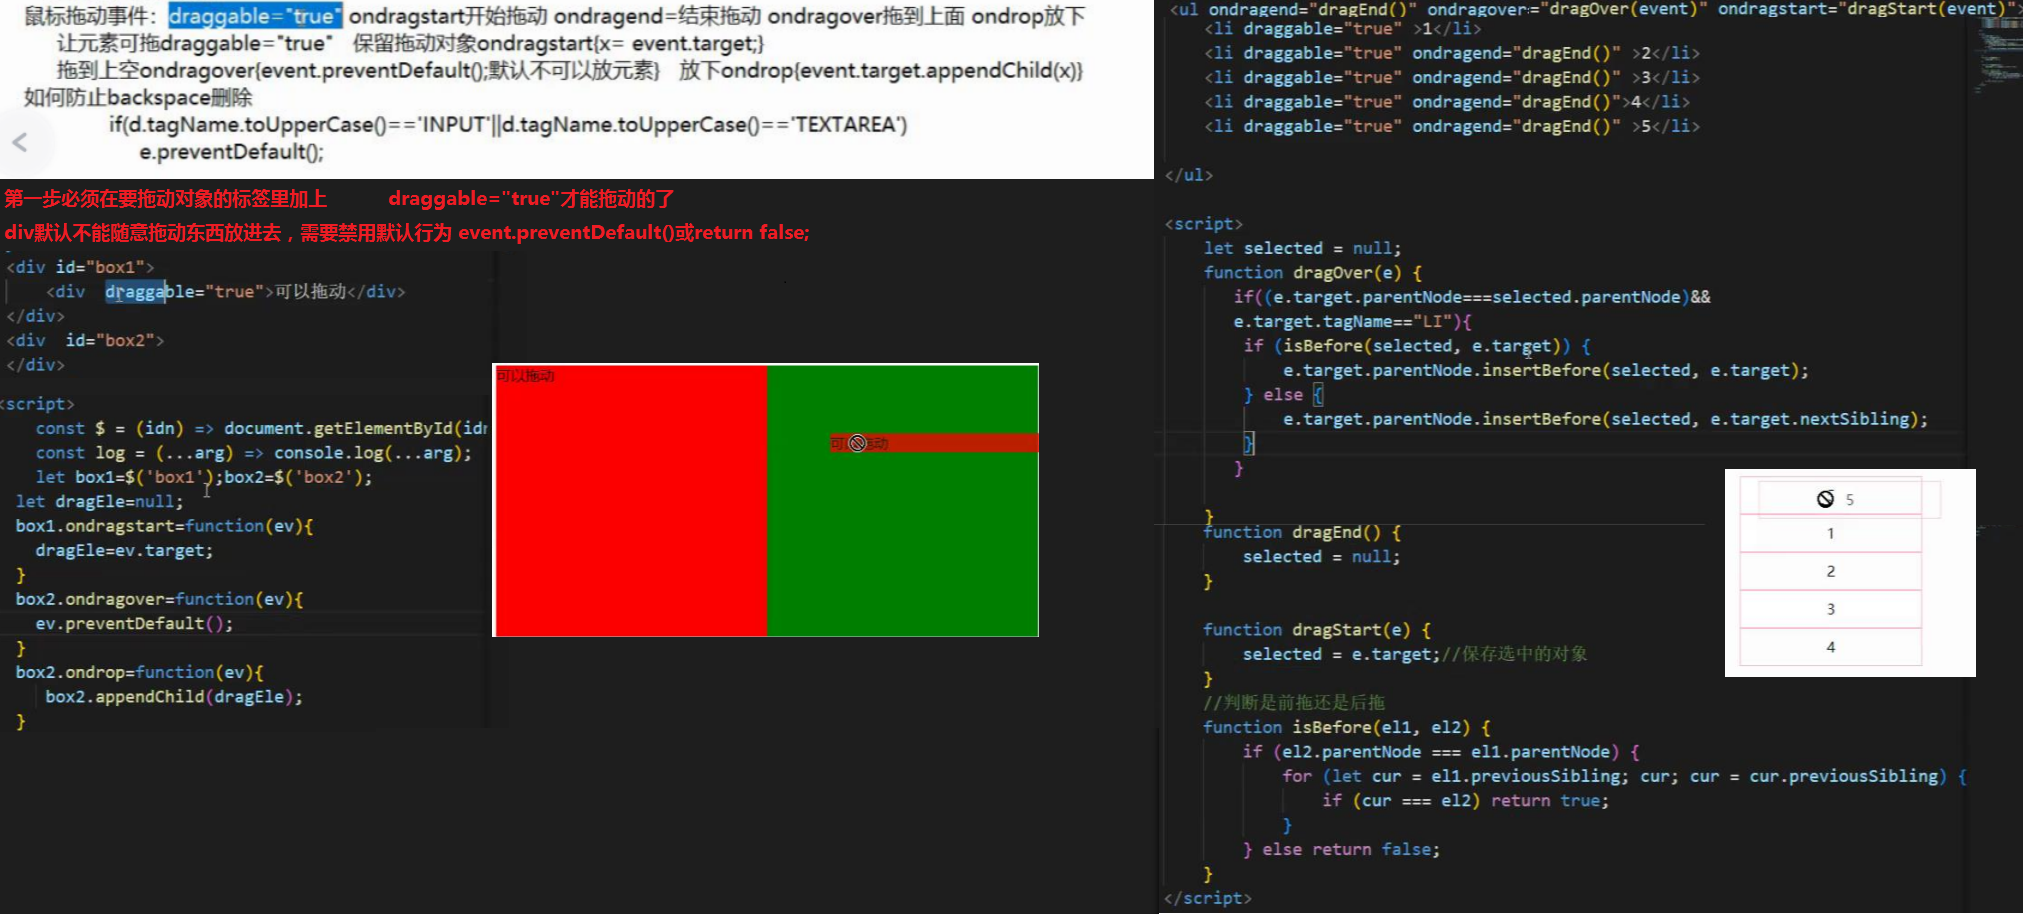 鼠标拖动事件: draggable="true" ondragstart开始拖动 ondragend=结束拖动 ondragover拖到上面 ondrop放下
让元素可拖draggable="true" 保留拖动对象ondragstart{x= event.target;}
拖到上空ondragover{event.preventDefault();默认不可以放元素} 放下ondrop{event.target.appendChild(x)}
如何防止backspace删除
if(d.tagName.toUpperCase()=='INPUT'||d.tagName.toUpperCase()=='TEXTAREA')
e.preventDefault();
第一步必须在要拖动对象的标签里加上 draggable="true"才能拖动的了
div默认不能随意拖动东西放进去，需要禁用默认行为 event.preventDefault()或return false;
<div id="box1">
<div draggable="true">可以拖动</div>
</div>
<div id="box2">
</div>
<script>
const $ = (idn) => document.getElementById(idn
const log = (...arg) => console.log(...arg);
let box1=$('box1');box2=$('box2');
let dragEle=null;
box1.ondragstart=function(ev){
dragEle=ev.target;
}
box2.ondragover=function(ev){
ev.preventDefault();
}
box2.ondrop=function(ev){
box2.appendChild(dragEle);
}
可以拖动
可以拖动
<ul ondragend="dragEnd()" ondragover="dragOver(event)" ondragstart="dragStart(event)">
<li draggable="true" >1</li>
<li draggable="true" ondragend="dragEnd()" >2</li>
<li draggable="true" ondragend="dragEnd()" >3</li>
<li draggable="true" ondragend="dragEnd()">4</li>
<li draggable="true" ondragend="dragEnd()" >5</li>
</ul>
<script>
let selected = null;
function dragOver(e) {
if((e.target.parentNode===selected.parentNode)&&
e.target.tagName=="LI"){
if (isBefore(selected, e.target)) {
e.target.parentNode.insertBefore(selected, e.target);
} else {
e.target.parentNode.insertBefore(selected, e.target.nextSibling);
}
}
}
function dragEnd() {
selected = null;
}
function dragStart(e) {
selected = e.target;//保存选中的对象
}
//判断是前拖还是后拖
function isBefore(el1, el2) {
if (el2.parentNode === el1.parentNode) {
for (let cur = el1.previousSibling; cur; cur = cur.previousSibling) {
if (cur === el2) return true;
}
} else return false;
}
</script>
5
1
2
3
4